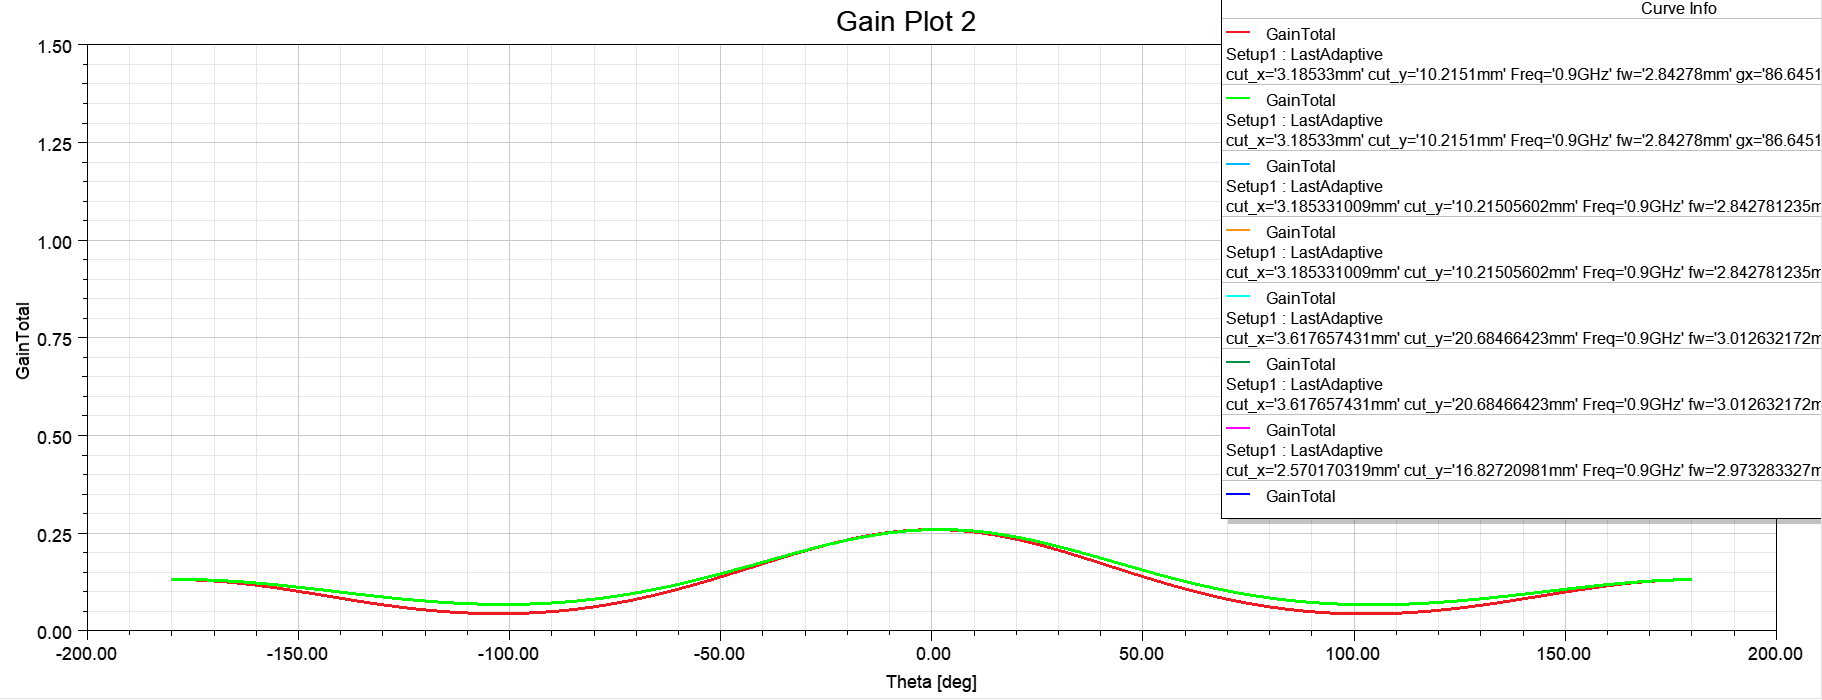 Gain Plot 2
Curve Info
GainTotal
Setup1 : LastAdaptive
cut_x='3.18533mm' cut_y='10.2151mm' Freq='0.9GHz' fw='2.84278mm' gx='86.6451
GainTotal
Setup1 : LastAdaptive
cut_x='3.18533mm' cut_y='10.2151mm' Freq='0.9GHz' fw='2.84278mm' gx='86.6451
GainTotal
Setup1 : LastAdaptive
cut_x='3.185331009mm' cut_y='10.21505602mm' Freq='0.9GHz' fw='2.842781235m
GainTotal
Setup1 : LastAdaptive
cut_x='3.185331009mm' cut_y='10.21505602mm' Freq='0.9GHz' fw='2.842781235m
GainTotal
Setup1 : LastAdaptive
cut_x='3.617657431mm' cut_y='20.68466423mm' Freq='0.9GHz' fw='3.012632172m
GainTotal
Setup1 : LastAdaptive
cut_x='3.617657431mm' cut_y='20.68466423mm' Freq='0.9GHz' fw='3.012632172m
GainTotal
Setup1 : LastAdaptive
cut_x='2.570170319mm' cut_y='16.82720981mm' Freq='0.9GHz' fw='2.973283327m
GainTotal
1.50
1.25
1.00
0.75
0.50
0.25
0.00
GainTotal
-200.00 -150.00 -100.00 -50.00 0.00 50.00 100.00 150.00 200.00
Theta [deg]